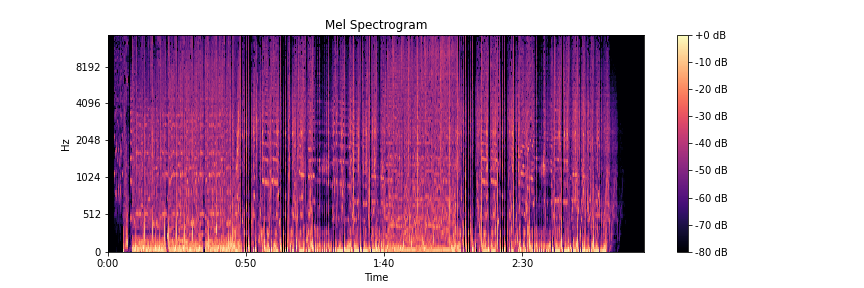 Mel Spectrogram
Hz
8192
4096
2048
1024
512
0
0:00
0:50
1:40
2:30
Time
+0 dB
-10 dB
-20 dB
-30 dB
-40 dB
-50 dB
-60 dB
-70 dB
-80 dB